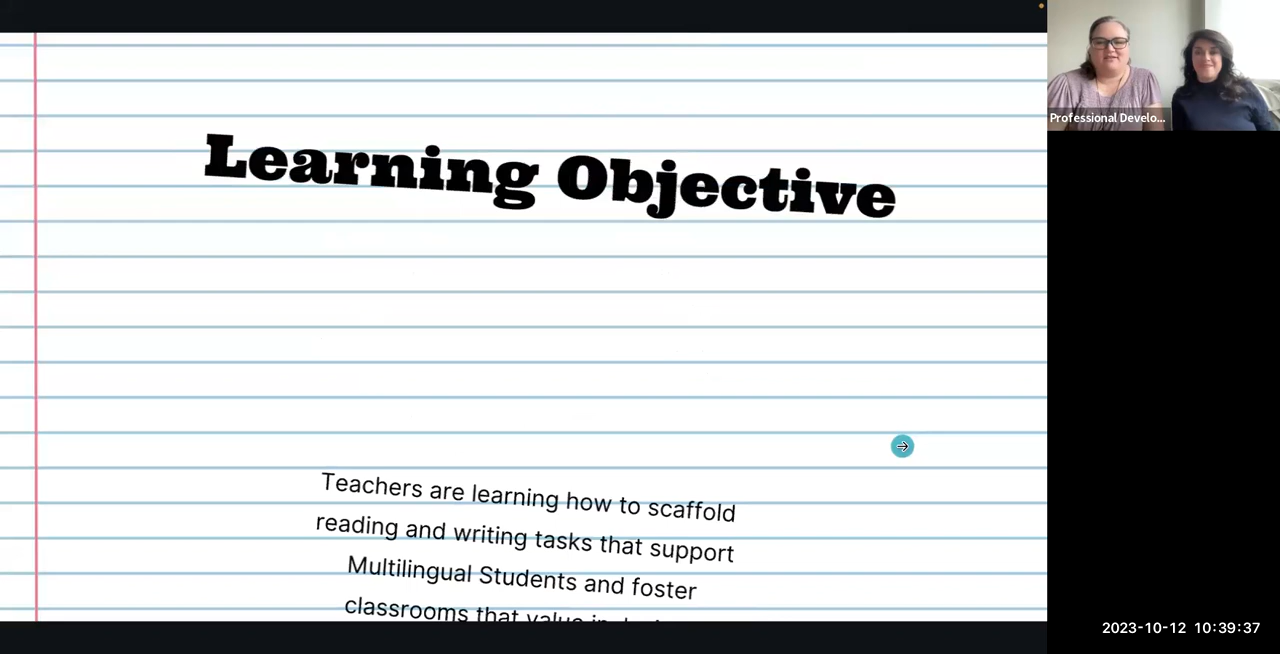 Learning Objective
Teachers are learning how to scaffold
reading and writing tasks that support
Multilingual Students and foster
classrooms that value
Professional Develo...
2023-10-12 10:39:37